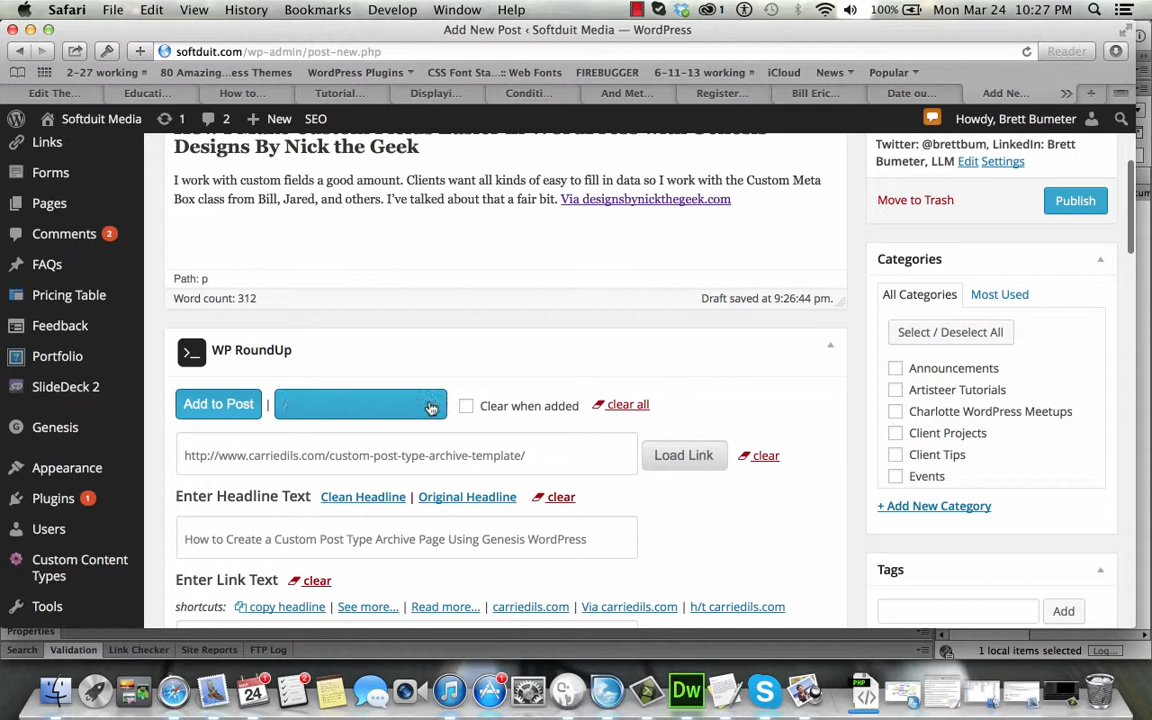 Safari File Edit View History Bookmarks Develop Window Help 1 100% Mon Mar 24 10:27 PM
Add New Post ‹ Softduit Media — WordPress
softduit.com/wp-admin/post-new.php Reader
2-27 working 80 Amazing...ess Themes WordPress Plugins CSS Font Sta...:: Web Fonts FIREBUGGER 6-11-13 working iCloud News Popular
Edit The... Educati... How to... Tutorial... Displayi... Conditi... And Met... Register... Bill Eric... Date ou... Add Ne...
Softduit Media 1 2 + New SEO Howdy, Brett Bumeter
Links
Forms
Pages
Comments 2
FAQs
Pricing Table
Feedback
Portfolio
SlideDeck 2
Genesis
Appearance
Plugins 1
Users
Custom Content
Types
Tools
Designs By Nick the Geek
I work with custom fields a good amount. Clients want all kinds of easy to fill in data so I work with the Custom Meta
Box class from Bill, Jared, and others. I've talked about that a fair bit. Via designsbynickthegeek.com
Path: p
Word count: 312 Draft saved at 9:26:44 pm.
WP RoundUp
Add to Post | Clear when added clear all
http://www.carriedils.com/custom-post-type-archive-template/ Load Link clear
Enter Headline Text Clean Headline | Original Headline clear
How to Create a Custom Post Type Archive Page Using Genesis WordPress
Enter Link Text clear
shortcuts: copy headline | See more... | Read more... | carriedils.com | Via carriedils.com | h/t carriedils.com
Twitter: @brettbum, LinkedIn: Brett
Bumeter, LLM Edit Settings
Move to Trash Publish
Categories
All Categories Most Used
Select / Deselect All
Announcements
Artisteer Tutorials
Charlotte WordPress Meetups
Client Projects
Client Tips
Events
+ Add New Category
Tags
Add
Properties
Search Validation Link Checker Site Reports FTP Log 1 local items selected Log...
24 2 1 Dw PHP